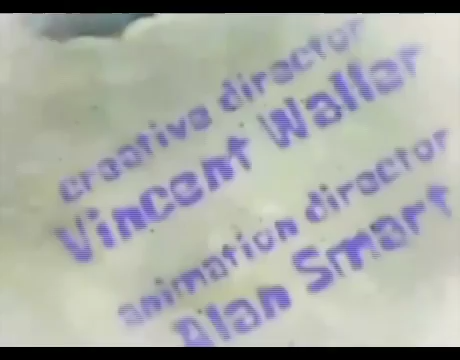 creative director
Vincent Waller
animation director
Alan Smart